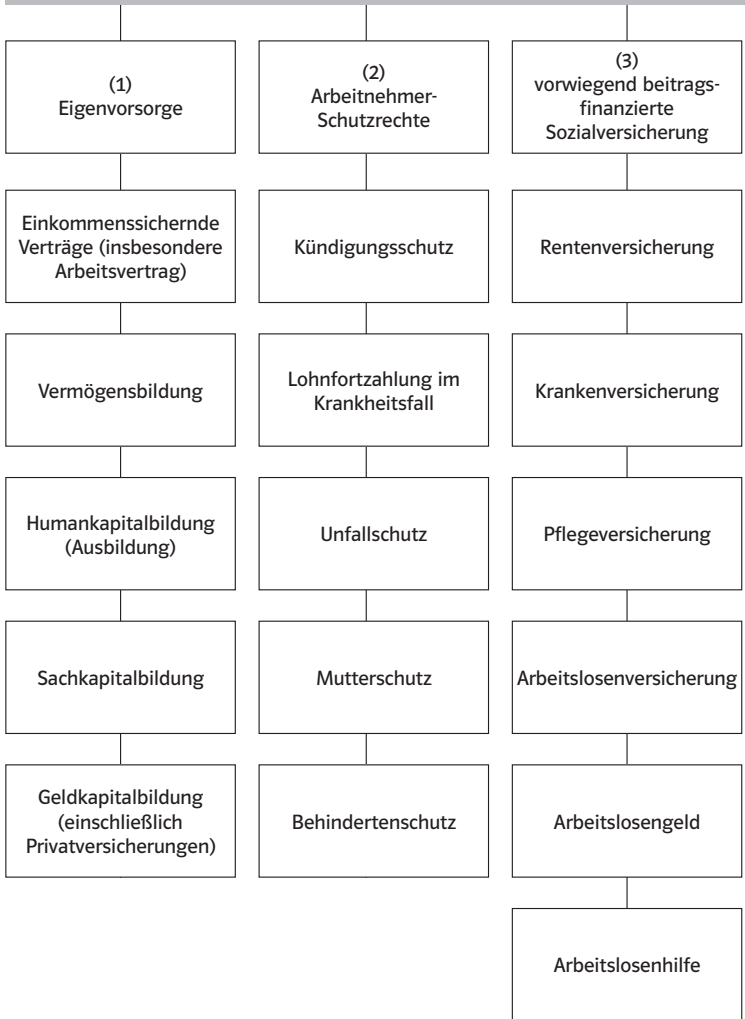 (1)
Eigenvorsorge
Einkommenssichernde
Verträge (insbesondere
Arbeitsvertrag)
Vermögensbildung
Humankapitalbildung
(Ausbildung)
Sachkapitalbildung
Geldkapitalbildung
(einschließlich
Privatversicherungen)
(2)
Arbeitnehmer-
Schutzrechte
Kündigungsschutz
Lohnfortzahlung im
Krankheitsfall
Unfallschutz
Mutterschutz
Behindertenschutz
(3)
vorwiegend beitrags-
finanzierte
Sozialversicherung
Rentenversicherung
Krankenversicherung
Pflegeversicherung
Arbeitslosenversicherung
Arbeitslosengeld
Arbeitslosenhilfe